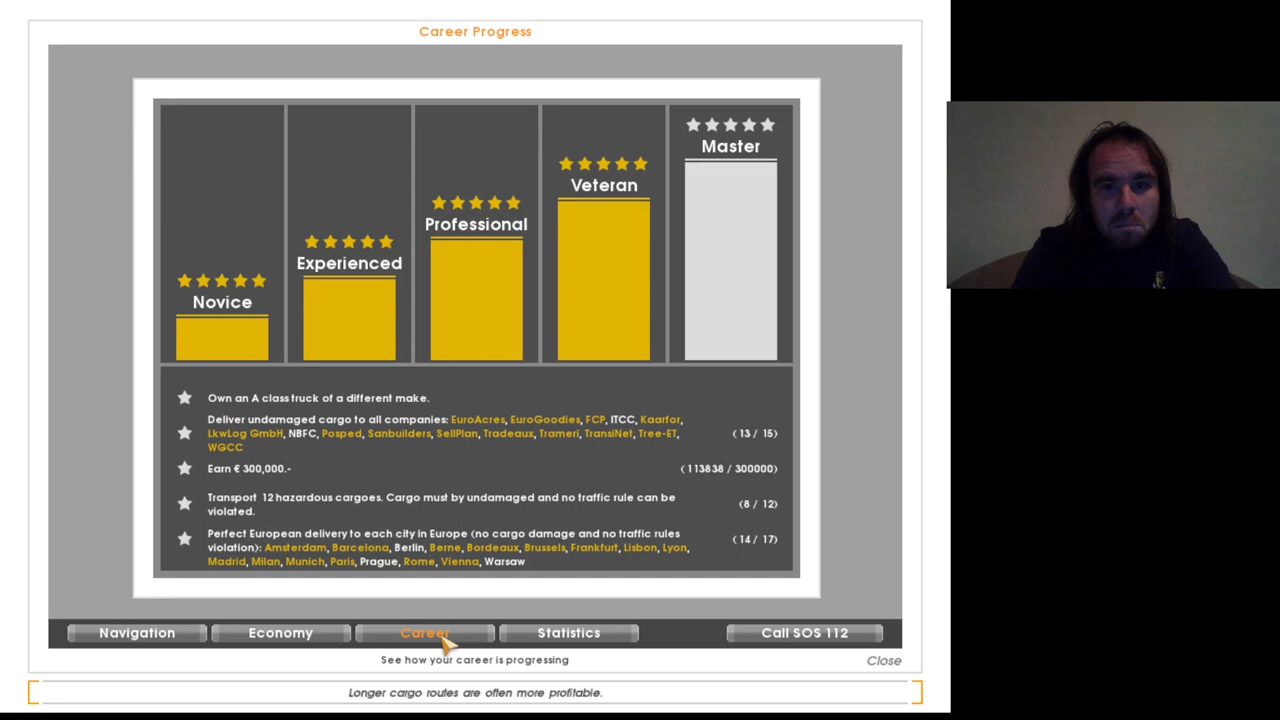 Career Progress
Master
Veteran
Professional
Experienced
Novice
Own an A class truck of a different make.
Deliver undamaged cargo to all companies: EuroAcres, EuroGoodies, FCP, ITCC, Kaarfor,
LkwLog GmbH, NBFC, Posped, Sanbuilders, SellPlan, Tradeaux, Trameri, TransiNet, Tree-ET,
WGCC
(13 / 15)
Earn € 300,000.-
(113838 / 300000)
Transport 12 hazardous cargoes. Cargo must by undamaged and no traffic rule can be
violated.
(8 / 12)
Perfect European delivery to each city in Europe (no cargo damage and no traffic rules
violation): Amsterdam, Barcelona, Berlin, Berne, Bordeaux, Brussels, Frankfurt, Lisbon, Lyon,
Madrid, Milan, Munich, Paris, Prague, Rome, Vienna, Warsaw
(14 / 17)
Navigation
Economy
Career
Statistics
Call SOS 112
See how your career is progressing
Close
Longer cargo routes are often more profitable.